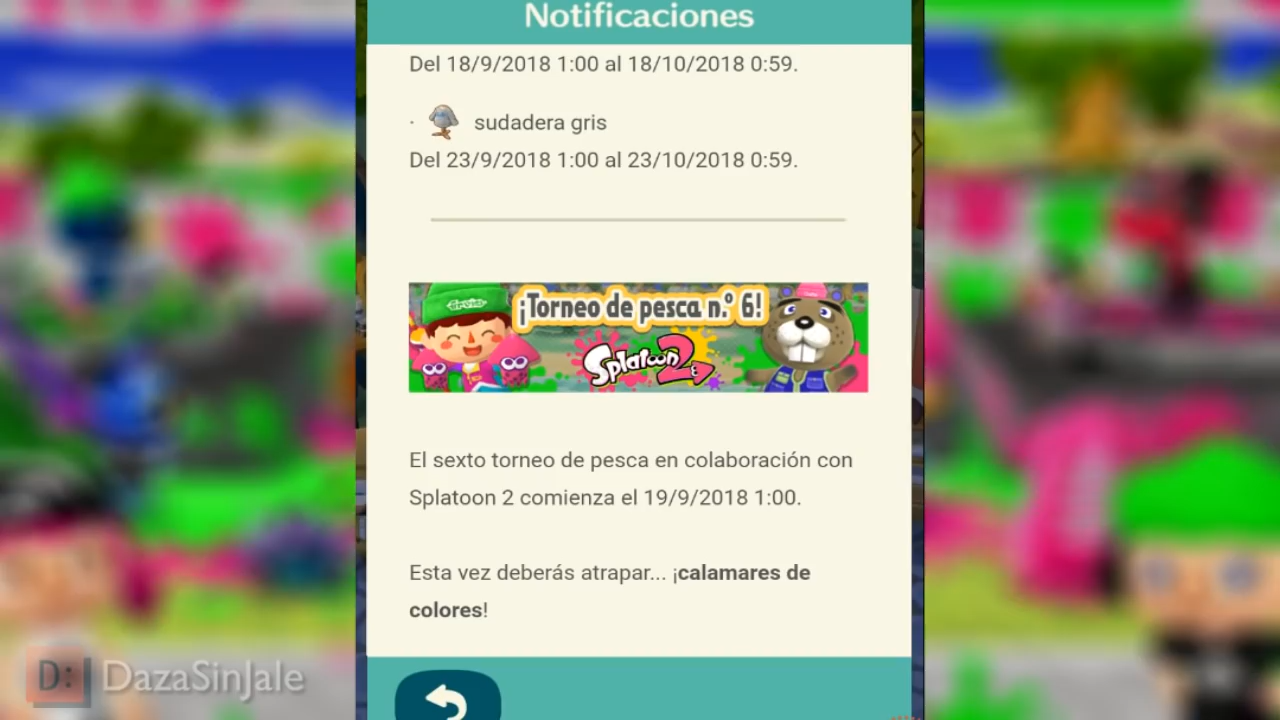 Notificaciones
Del 18/9/2018 1:00 al 18/10/2018 0:59.
· sudadera gris
Del 23/9/2018 1:00 al 23/10/2018 0:59.
¡Torneo de pesca n.º 6!
Splatoon 2
El sexto torneo de pesca en colaboración con
Splatoon 2 comienza el 19/9/2018 1:00.
Esta vez deberás atrapar... ¡calamares de
colores!
D: DazaSinJale